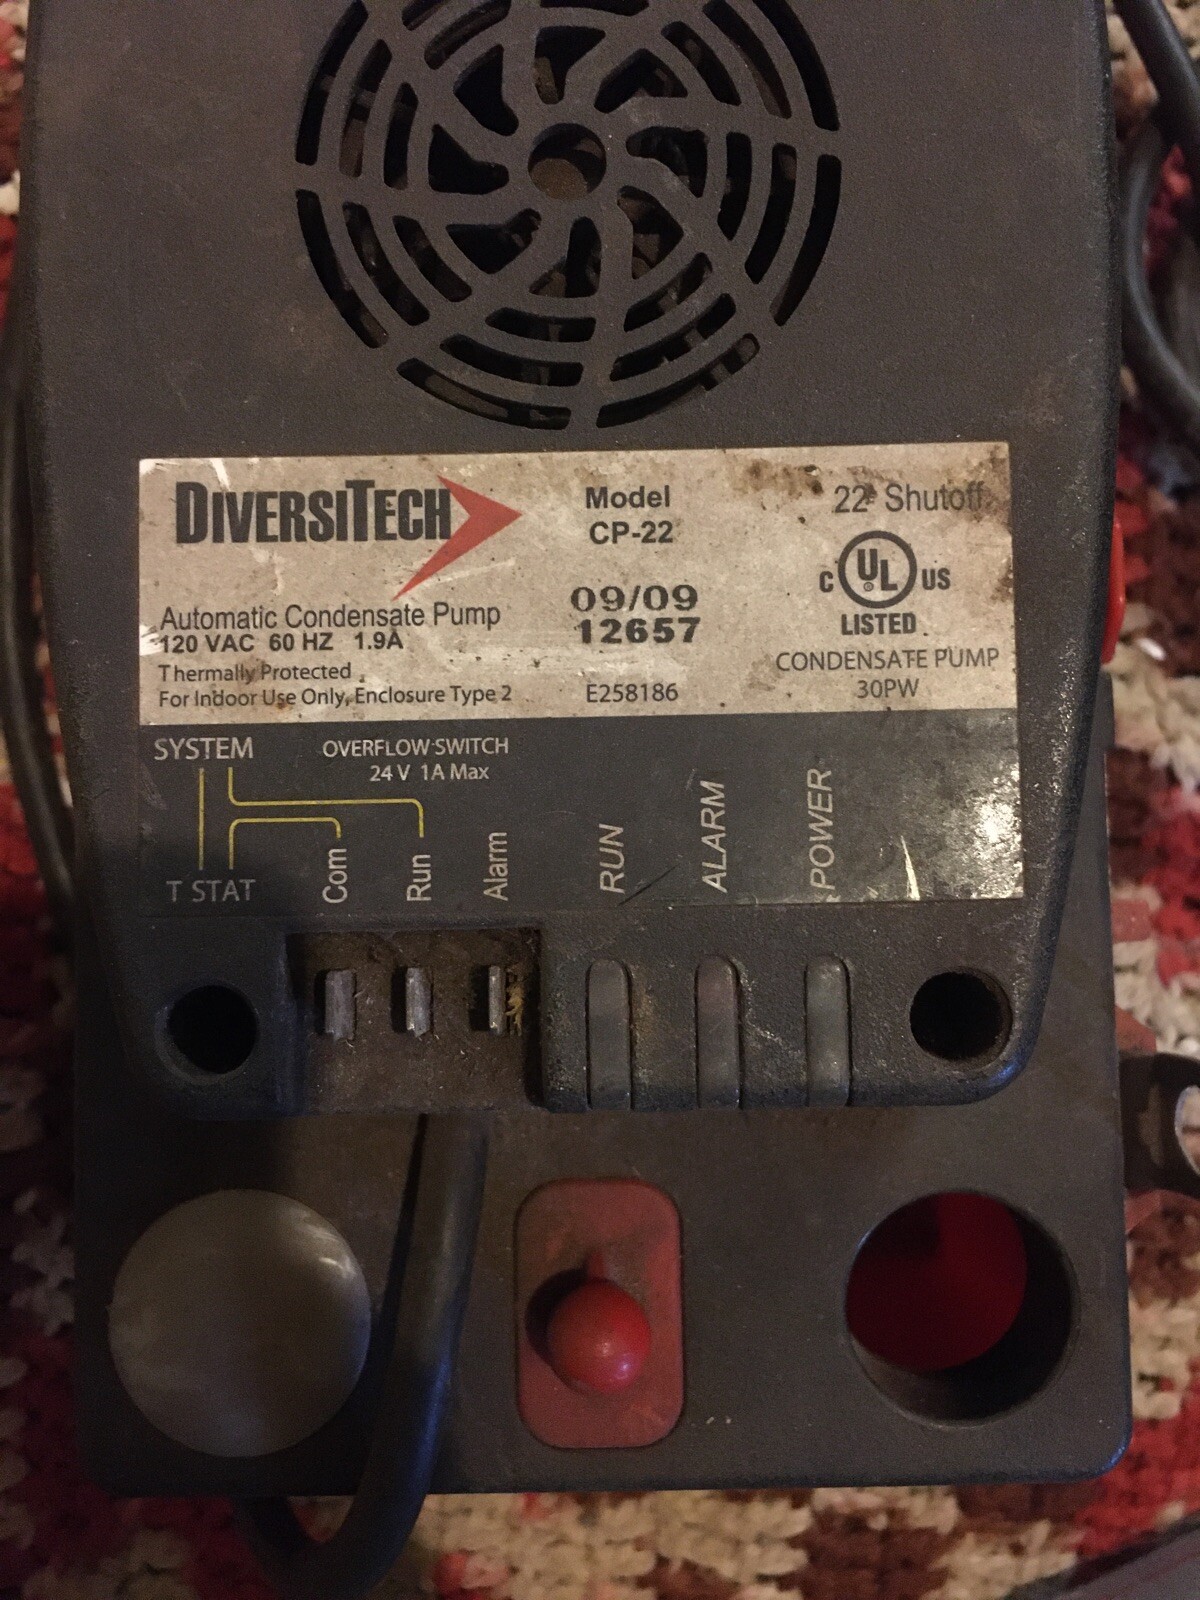 DIVERSITECH
Model
CP-22
22' Shutoff
09/09
12657
C UL US
LISTED
Automatic Condensate Pump
120 VAC 60 HZ 1.9A
Thermally Protected
For Indoor Use Only, Enclosure Type 2
E258186
CONDENSATE PUMP
30PW
SYSTEM
OVERFLOW SWITCH
24 V 1A Max
T STAT
Com
Run
Alarm
RUN
ALARM
POWER